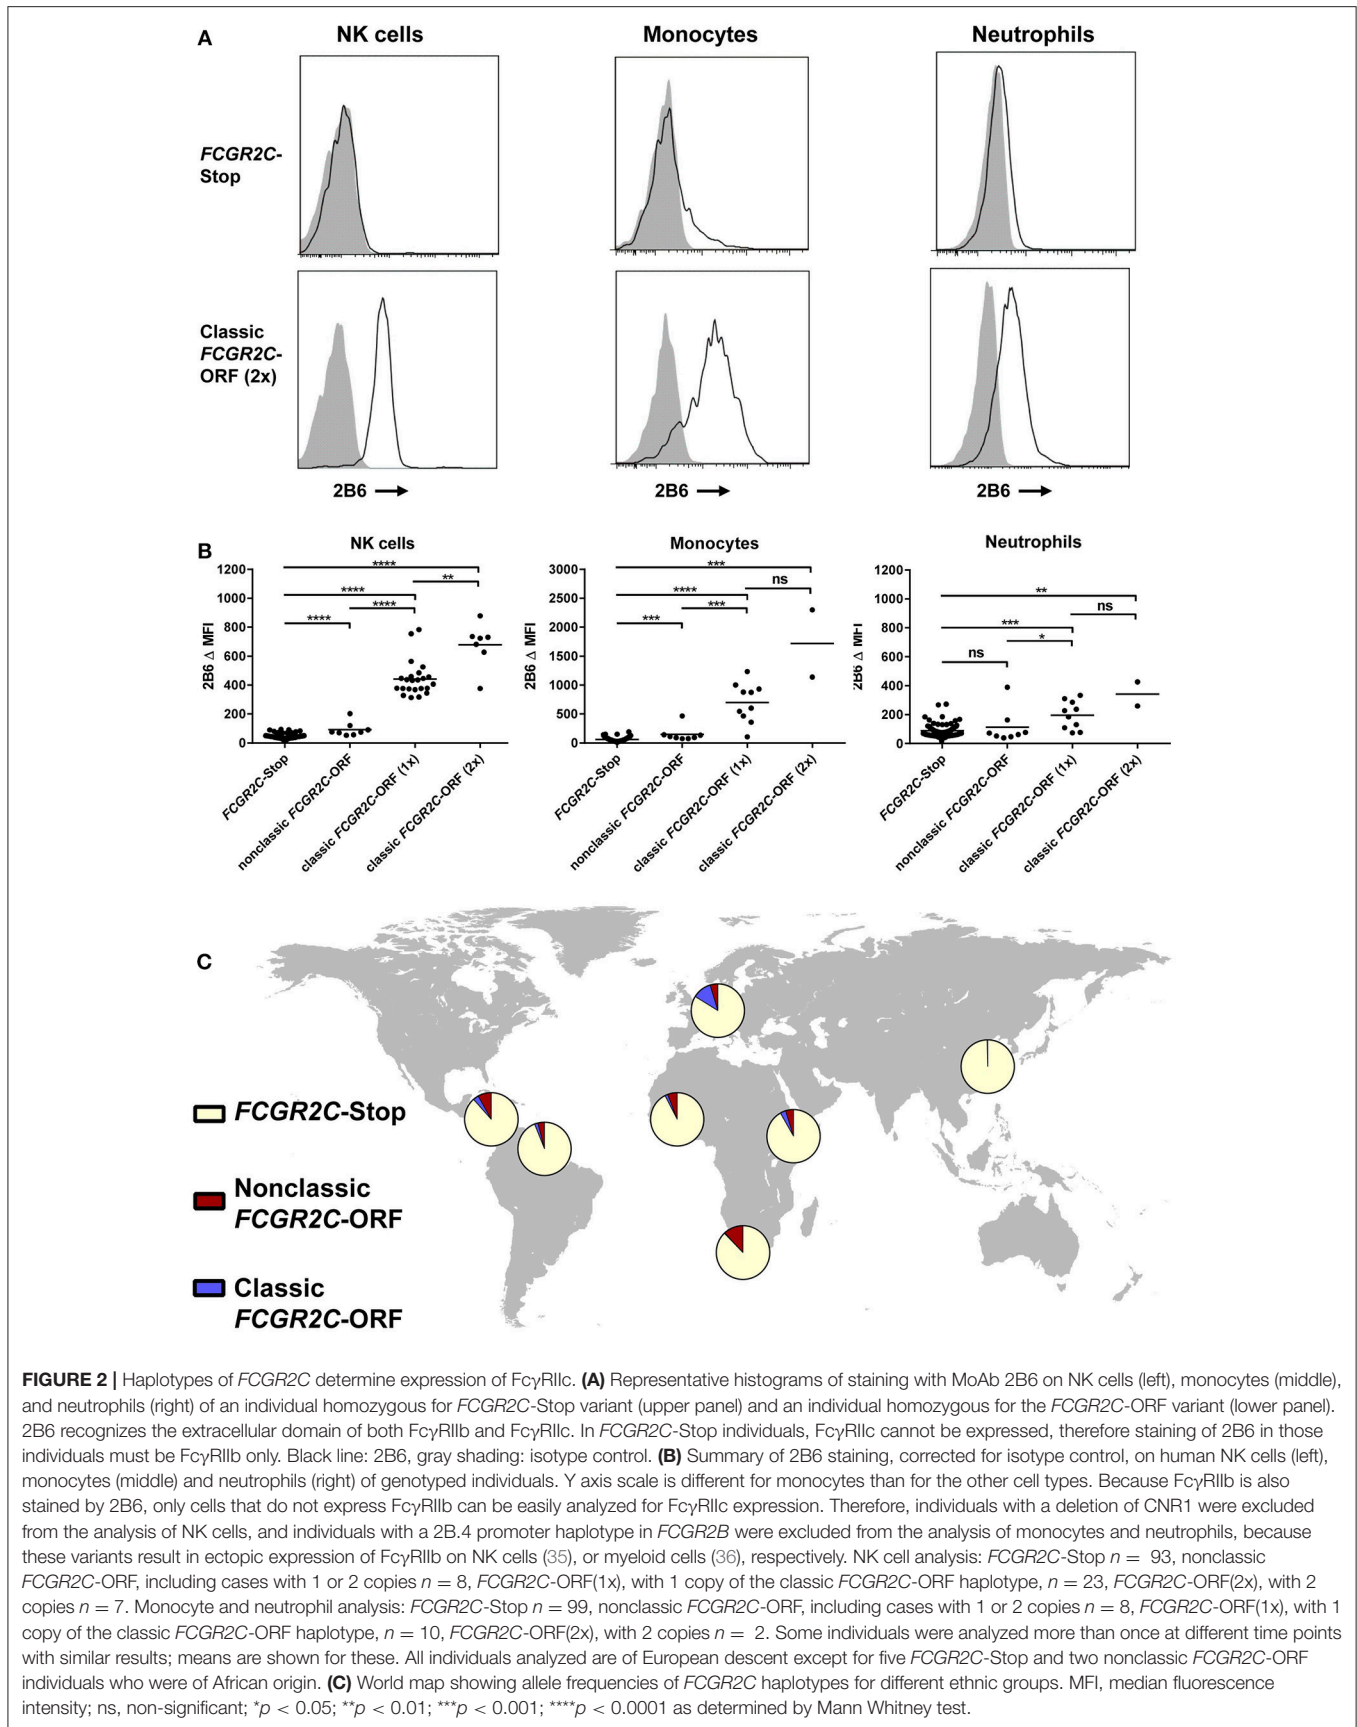 A
NK cells
Monocytes
Neutrophils
FCGR2C-
Stop
Classic
FCGR2C-
ORF (2x)
2B6
2B6
2B6
B
NK cells
2B6 Δ MFI
1200
1000
800
600
400
200
0
****
****
**
****
****
FCGR2C-Stop
nonclassic FCGR2C-ORF
classic FCGR2C-ORF (1x)
classic FCGR2C-ORF (2x)
Monocytes
2B6 Δ MFI
3000
2500
2000
1500
1000
500
0
***
ns
****
***
***
FCGR2C-Stop
nonclassic FCGR2C-ORF
classic FCGR2C-ORF (1x)
classic FCGR2C-ORF (2x)
Neutrophils
2B6 Δ MFI
1200
1000
800
600
400
200
0
**
ns
***
*
ns
FCGR2C-Stop
nonclassic FCGR2C-ORF
classic FCGR2C-ORF (1x)
classic FCGR2C-ORF (2x)
C
FCGR2C-Stop
Nonclassic
FCGR2C-ORF
Classic
FCGR2C-ORF
FIGURE 2 | Haplotypes of FCGR2C determine expression of FcγRIIc. (A) Representative histograms of staining with MoAb 2B6 on NK cells (left), monocytes (middle),
and neutrophils (right) of an individual homozygous for FCGR2C-Stop variant (upper panel) and an individual homozygous for the FCGR2C-ORF variant (lower panel).
2B6 recognizes the extracellular domain of both FcγRIIb and FcγRIIc. In FCGR2C-Stop individuals, FcγRIIc cannot be expressed, therefore staining of 2B6 in those
individuals must be FcγRIIb only. Black line: 2B6, gray shading: isotype control. (B) Summary of 2B6 staining, corrected for isotype control, on human NK cells (left),
monocytes (middle) and neutrophils (right) of genotyped individuals. Y axis scale is different for monocytes than for the other cell types. Because FcγRIIb is also
stained by 2B6, only cells that do not express FcγRIIb can be easily analyzed for FcγRIIc expression. Therefore, individuals with a deletion of CNR1 were excluded
from the analysis of NK cells, and individuals with a 2B.4 promoter haplotype in FCGR2B were excluded from the analysis of monocytes and neutrophils, because
these variants result in ectopic expression of FcγRIIb on NK cells (35), or myeloid cells (36), respectively. NK cell analysis: FCGR2C-Stop n = 93, nonclassic
FCGR2C-ORF, including cases with 1 or 2 copies n = 8, FCGR2C-ORF(1x), with 1 copy of the classic FCGR2C-ORF haplotype, n = 23, FCGR2C-ORF(2x), with 2
copies n = 7. Monocyte and neutrophil analysis: FCGR2C-Stop n = 99, nonclassic FCGR2C-ORF, including cases with 1 or 2 copies n = 8, FCGR2C-ORF(1x), with 1
copy of the classic FCGR2C-ORF haplotype, n = 10, FCGR2C-ORF(2x), with 2 copies n = 2. Some individuals were analyzed more than once at different time points
with similar results; means are shown for these. All individuals analyzed are of European descent except for five FCGR2C-Stop and two nonclassic FCGR2C-ORF
individuals who were of African origin. (C) World map showing allele frequencies of FCGR2C haplotypes for different ethnic groups. MFI, median fluorescence
intensity; ns, non-significant; *p < 0.05; **p < 0.01; ***p < 0.001; ****p < 0.0001 as determined by Mann Whitney test.